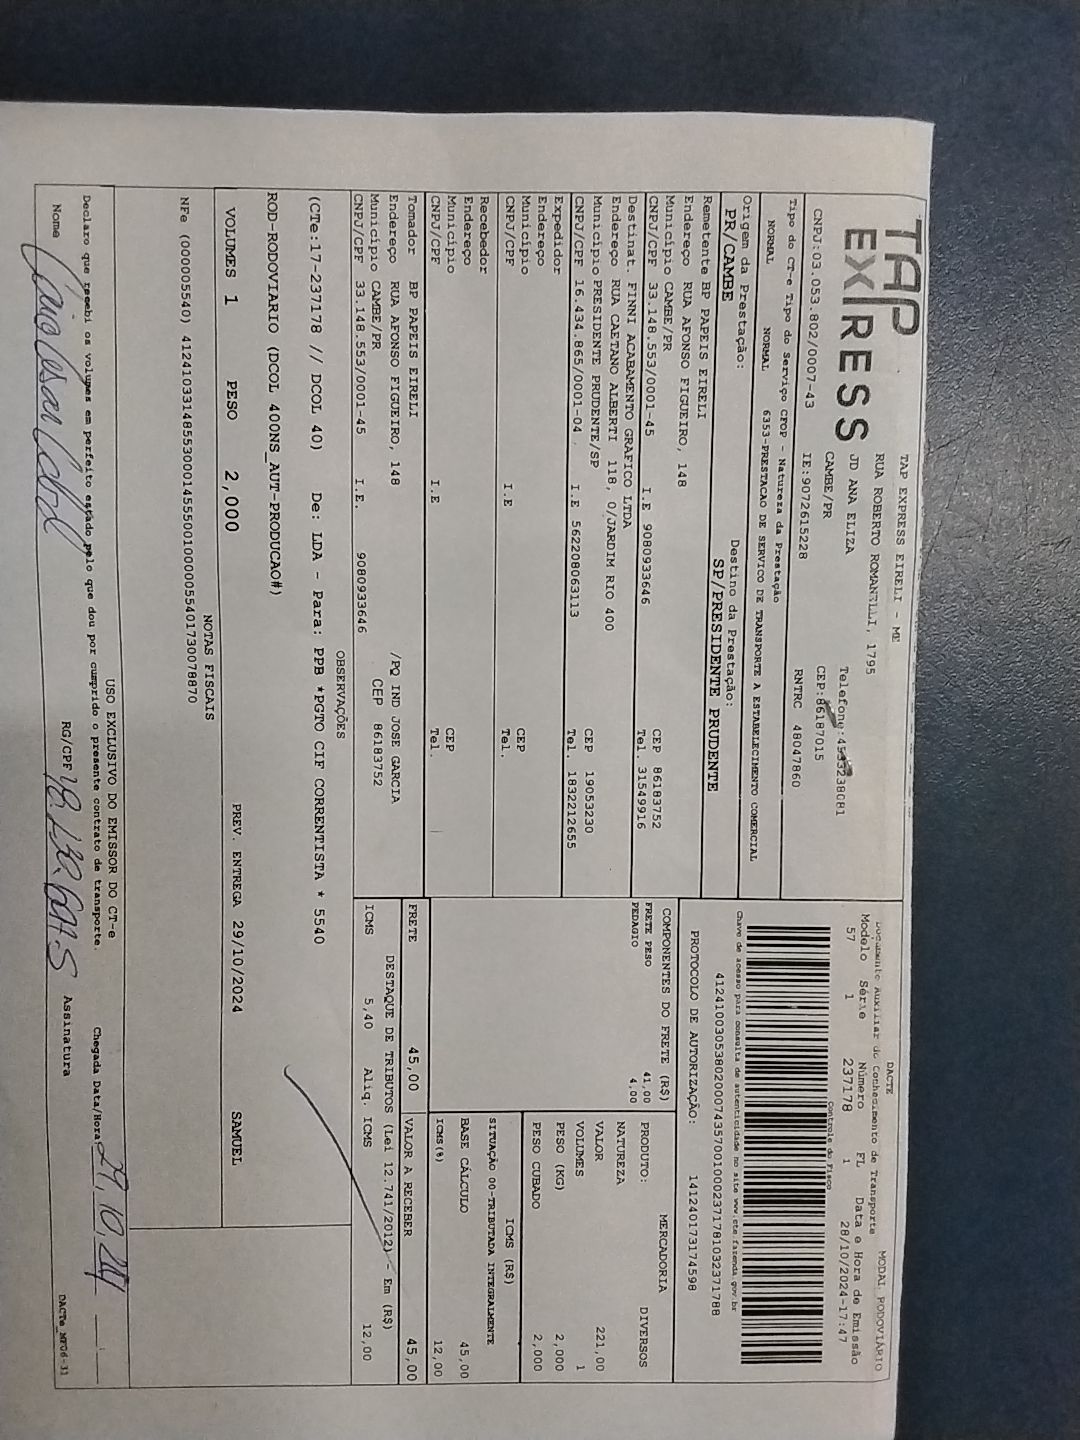 TAP
EXPRESS
TAP EXPRESS EIRELI - ME
RUA ROBERTO ROMANELLI, 1795
JD ANA ELIZA
CAMBE/PR
CEP:86187015
CNPJ:03.053.802/0007-43
IE:9072615228
RNTRC 48047860
Tipo do CT-e Tipo do Serviço CFOP - Natureza da Prestação
NORMAL NORMAL 6353-PRESTACAO DE SERVICO DE TRANSPORTE A ESTABELECIMENTO COMERCIAL
Origem da Prestação: Destino da Prestação:
PR/CAMBE SP/PRESIDENTE PRUDENTE
DACTE MODAL RODOVIÁRIO
Documento Auxiliar do Conhecimento de Transporte
Modelo Série Número FL Data e Hora de Emissão
57 1 237178 1 28/10/2024-17:47
Controle do Fisco
Chave de acesso para consulta de autenticidade no site www.cte.fazenda.gov.br
41241003053802000743570010002371781032371788
PROTOCOLO DE AUTORIZAÇÃO: 141240173174598
Remetente BP PAPEIS EIRELI
Endereço RUA AFONSO FIGUEIRO, 148
Município CAMBE/PR CEP 86183752
CNPJ/CPF 33.148.553/0001-45 I.E 9080933646 Tel. 31549916
Destinat. FINNI ACABAMENTO GRAFICO LTDA
Endereço RUA CAETANO ALBERTI 118, 0/JARDIM RIO 400
Município PRESIDENTE PRUDENTE/SP CEP 19053230
CNPJ/CPF 16.434.865/0001-04 I.E 562208063113 Tel. 1832212655
Expedidor
Endereço
Município CEP
CNPJ/CPF I.E Tel.
Recebedor
Endereço
Município CEP
CNPJ/CPF I.E Tel.
Tomador BP PAPEIS EIRELI
Endereço RUA AFONSO FIGUEIRO, 148 /PQ IND JOSE GARCIA
Município CAMBE/PR CEP 86183752
CNPJ/CPF 33.148.553/0001-45 I.E. 9080933646
COMPONENTES DO FRETE (R$)
FRETE PESO 41,00
PEDAGIO 4,00
PRODUTO: MERCADORIA
NATUREZA DIVERSOS
VALOR 221,00
VOLUMES 1
PESO (KG) 2,000
PESO CUBADO 2,000
ICMS (R$)
SITUAÇÃO 00-TRIBUTADA INTEGRALMENTE
BASE CÁLCULO 45,00
ICMS(%) 12,00
FRETE 45,00 VALOR A RECEBER 45,00
DESTAQUE DE TRIBUTOS (Lei 12.741/2012) - Em (R$)
ICMS 5,40 Aliq. ICMS 12,00
OBSERVAÇÕES
(CTe:17-237178 // DCOL 40) De: LDA - Para: PPB *PGTO CIF CORRENTISTA * 5540
ROD-RODOVIARIO (DCOL 400NS_AUT-PRODUCAO#)
VOLUMES 1 PESO 2,000 PREV. ENTREGA 29/10/2024 SAMUEL
NOTAS FISCAIS
NFe (000005540) 41241033148553000145550010000055401730078870
USO EXCLUSIVO DO EMISSOR DO CT-e
Declaro que recebi os volumes em perfeito estado pelo que dou por cumprido o presente contrato de transporte. Chegada Data/Hora 29,10,24
Nome RG/CPF Assinatura
DACTe_MF06-31